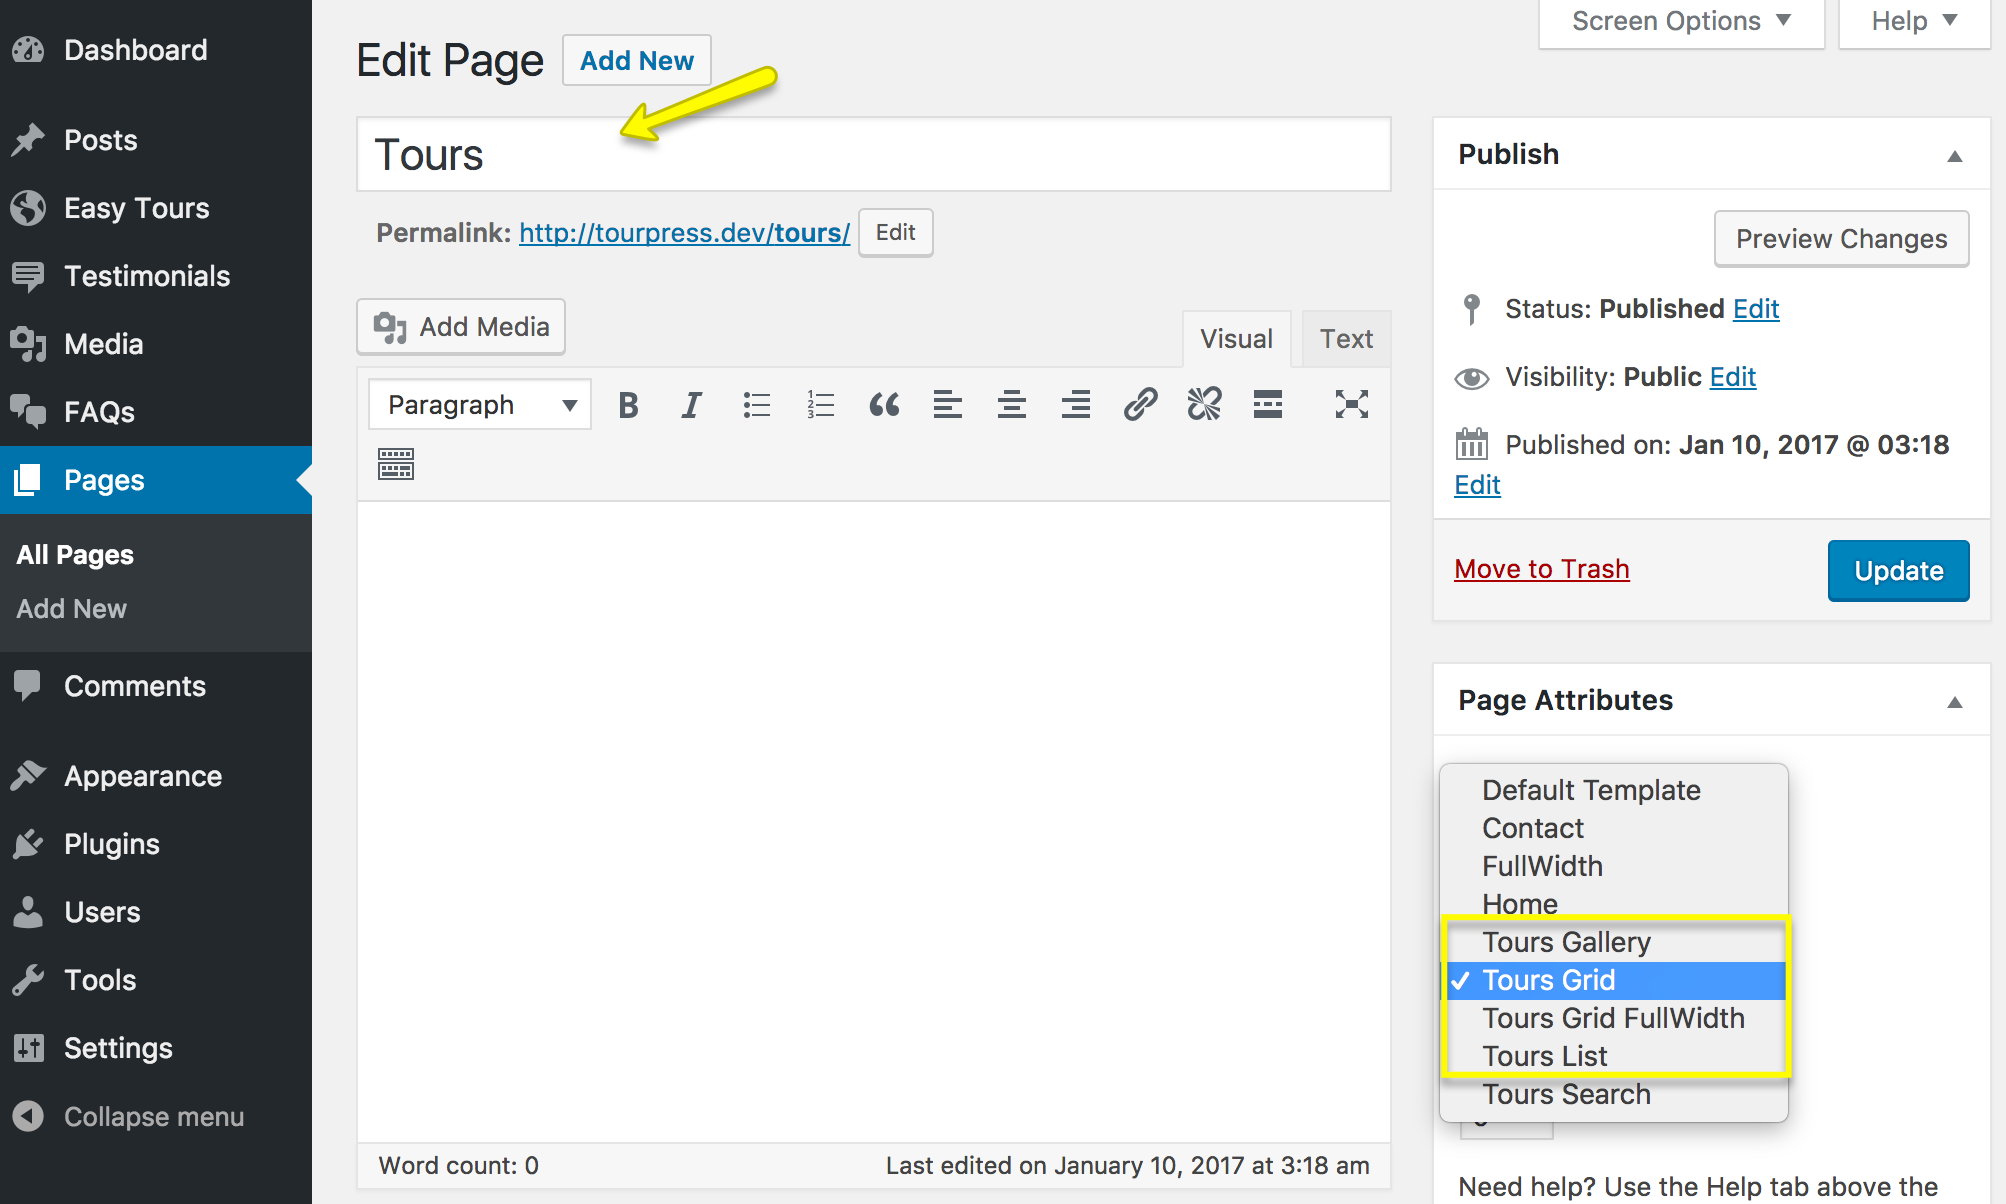 Dashboard
Posts
Easy Tours
Testimonials
Media
FAQs
Pages
All Pages
Add New
Comments
Appearance
Plugins
Users
Tools
Settings
Collapse menu
Screen Options
Help
Edit Page
Add New
Tours
Permalink: http://tourpress.dev/tours/ Edit
Add Media
Visual
Text
Paragraph
Word count: 0
Last edited on January 10, 2017 at 3:18 am
Publish
Preview Changes
Status: Published Edit
Visibility: Public Edit
Published on: Jan 10, 2017 @ 03:18
Edit
Move to Trash
Update
Page Attributes
Default Template
Contact
FullWidth
Home
Tours Gallery
✓ Tours Grid
Tours Grid FullWidth
Tours List
Tours Search
Need help? Use the Help tab above the